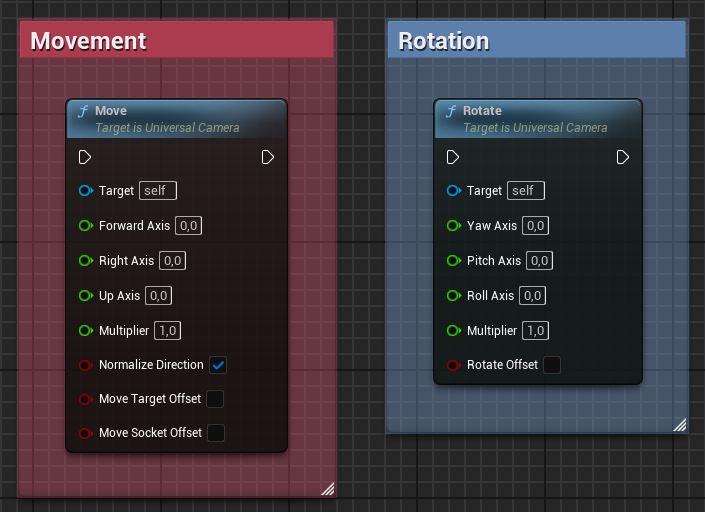 Movement
Move
Target is Universal Camera
Target self
Forward Axis 0,0
Right Axis 0,0
Up Axis 0,0
Multiplier 1,0
Normalize Direction
Move Target Offset
Move Socket Offset
Rotation
Rotate
Target is Universal Camera
Target self
Yaw Axis 0,0
Pitch Axis 0,0
Roll Axis 0,0
Multiplier 1,0
Rotate Offset